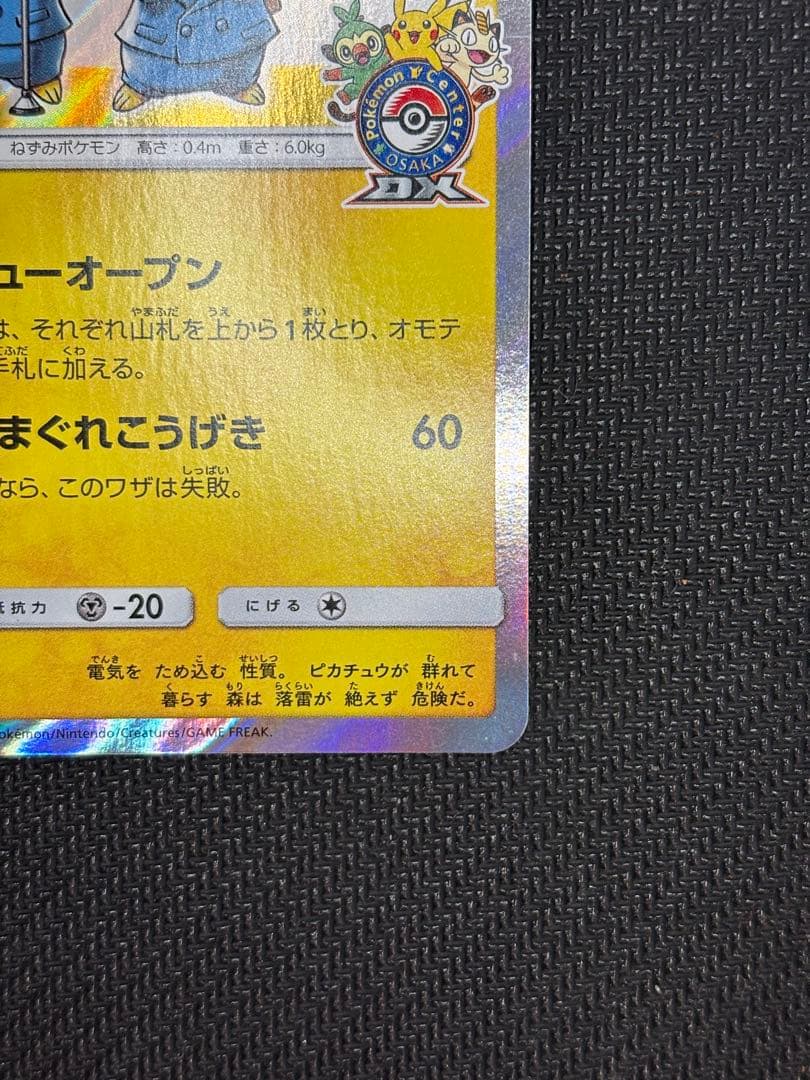 Pokémon Center
OSAKA
DX
ねずみポケモン 高さ:0.4m 重さ:6.0kg
ューオープン
は、それぞれ山札を上から1枚とり、オモテ
手札に加える。
まぐれこうげき 60
なら、このワザは失敗。
抵抗力 -20 にげる
電気を ため込む 性質。 ピカチュウが 群れて
暮らす 森は 落雷が 絶えず 危険だ。
okémon/Nintendo/Creatures/GAME FREAK.